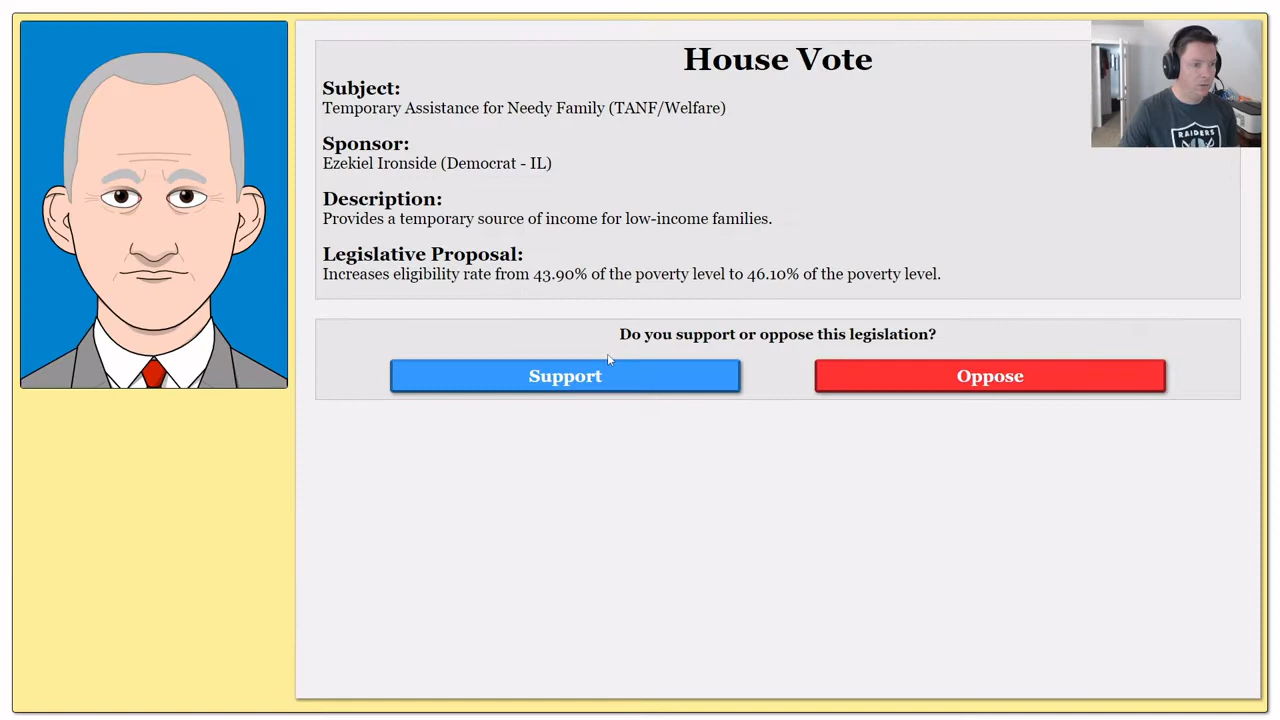 House Vote
Subject:
Temporary Assistance for Needy Family (TANF/Welfare)
Sponsor:
Ezekiel Ironside (Democrat - IL)
Description:
Provides a temporary source of income for low-income families.
Legislative Proposal:
Increases eligibility rate from 43.90% of the poverty level to 46.10% of the poverty level.
Do you support or oppose this legislation?
Support
Oppose
RAIDERS